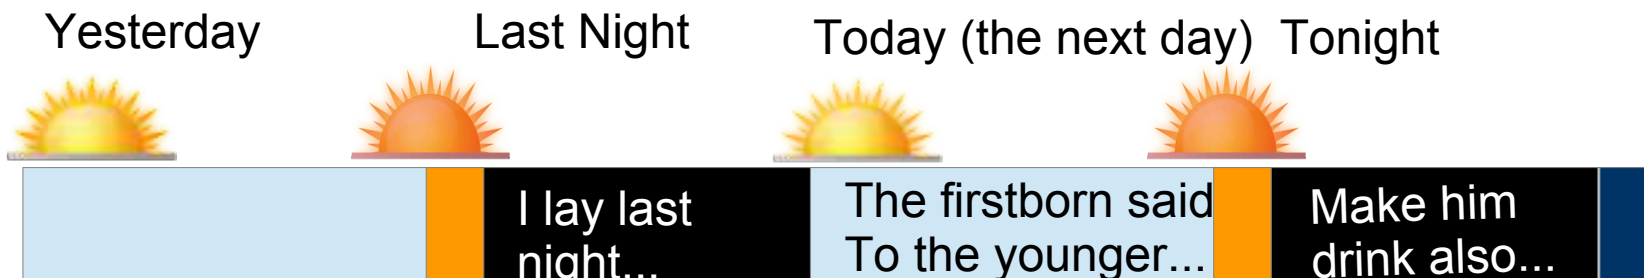 Yesterday
Last Night
Today (the next day)
Tonight
I lay last
night...
The firstborn said
To the younger...
Make him
drink also...